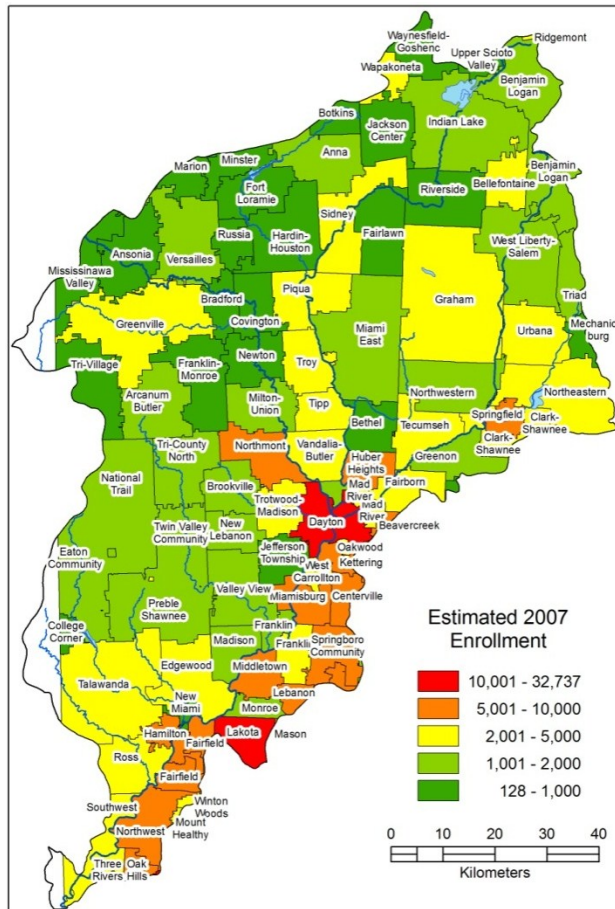 Waynesfield-
Goshenc
Ridgemont
Upper Scioto
Valley
Wapakoneta
Benjamin
Logan
Indian Lake
Botkins
Jackson
Center
Anna
Minster
Marion
Fort
Loramie
Benjamin
Logan
Bellefontaine
Riverside
Sidney
Russia
Hardin-
Houston
Fairlawn
West Liberty-
Salem
Ansonia
Versailles
Mississinawa
Valley
Piqua
Graham
Triad
Bradford
Mechanic
burg
Greenville
Covington
Miami
East
Urbana
Newton
Troy
Tri-Village
Franklin-
Monroe
Arcanum
Butler
Milton-
Union
Tipp
Northwestern
Northeastern
Bethel
Tecumseh
Springfield
Clark-
Shawnee
Tri-County
North
Northmont
Vandalia-
Butler
Huber
Heights
Greenon
Clark-
Shawnee
National
Trail
Brookville
Trotwood-
Madison
Mad
River
Fairborn
Mad
River
Dayton
Beavercreek
Twin Valley
Community
New
Lebanon
Eaton
Community
Jefferson
Township
Oakwood
Kettering
West
Carrollton
Valley View
Miamisburg
Centerville
Preble
Shawnee
College
Corner
Franklin
Franklin
Springboro
Community
Madison
Edgewood
Middletown
Talawanda
Lebanon
New
Miami
Monroe
Hamilton
Fairfield
Lakota
Mason
Ross
Fairfield
Southwest
Winton
Woods
Northwest
Mount
Healthy
Three
Rivers
Oak
Hills
Estimated 2007
Enrollment
10,001 - 32,737
5,001 - 10,000
2,001 - 5,000
1,001 - 2,000
128 - 1,000
0 10 20 30 40
Kilometers